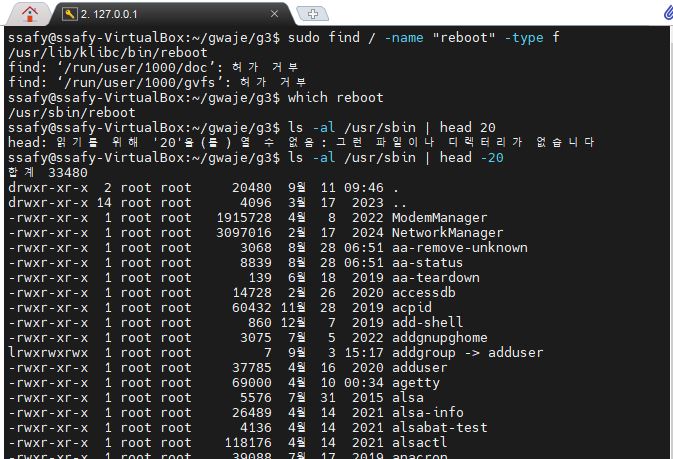 2. 127.0.0.1
ssafy@ssafy-VirtualBox:~/gwaje/g3$ sudo find / -name "reboot" -type f
/usr/lib/klibc/bin/reboot
find: ‘/run/user/1000/doc’: 허가 거부
find: ‘/run/user/1000/gvfs’: 허가 거부
ssafy@ssafy-VirtualBox:~/gwaje/g3$ which reboot
/usr/sbin/reboot
ssafy@ssafy-VirtualBox:~/gwaje/g3$ ls -al /usr/sbin | head 20
head: 읽기를 위해 '20'을(를) 열 수 없음: 그런 파일이나 디렉터리가 없습니다
ssafy@ssafy-VirtualBox:~/gwaje/g3$ ls -al /usr/sbin | head -20
합계 33480
drwxr-xr-x  2 root root    20480  9월 11 09:46 .
drwxr-xr-x 14 root root     4096  3월 17  2023 ..
-rwxr-xr-x  1 root root  1915728  4월  8  2022 ModemManager
-rwxr-xr-x  1 root root  3097016  2월 17  2024 NetworkManager
-rwxr-xr-x  1 root root     3068  8월 28 06:51 aa-remove-unknown
-rwxr-xr-x  1 root root     8839  8월 28 06:51 aa-status
-rwxr-xr-x  1 root root      139  6월 18  2019 aa-teardown
-rwxr-xr-x  1 root root    14728  2월 26  2020 accessdb
-rwxr-xr-x  1 root root    60432 11월 28  2019 acpid
-rwxr-xr-x  1 root root      860 12월  7  2019 add-shell
-rwxr-xr-x  1 root root     3075  7월  5  2022 addgnupghome
lrwxrwxrwx  1 root root        7  9월  3 15:17 addgroup -> adduser
-rwxr-xr-x  1 root root    37785  4월 16  2020 adduser
-rwxr-xr-x  1 root root    69000  4월 10 00:34 agetty
-rwxr-xr-x  1 root root     5576  7월 31  2015 alsa
-rwxr-xr-x  1 root root    26489  4월 14  2021 alsa-info
-rwxr-xr-x  1 root root     4136  4월 14  2021 alsabat-test
-rwxr-xr-x  1 root root   118176  4월 14  2021 alsactl
-rwxr-xr-x  1 root root    39088  7월 17  2019 anacron